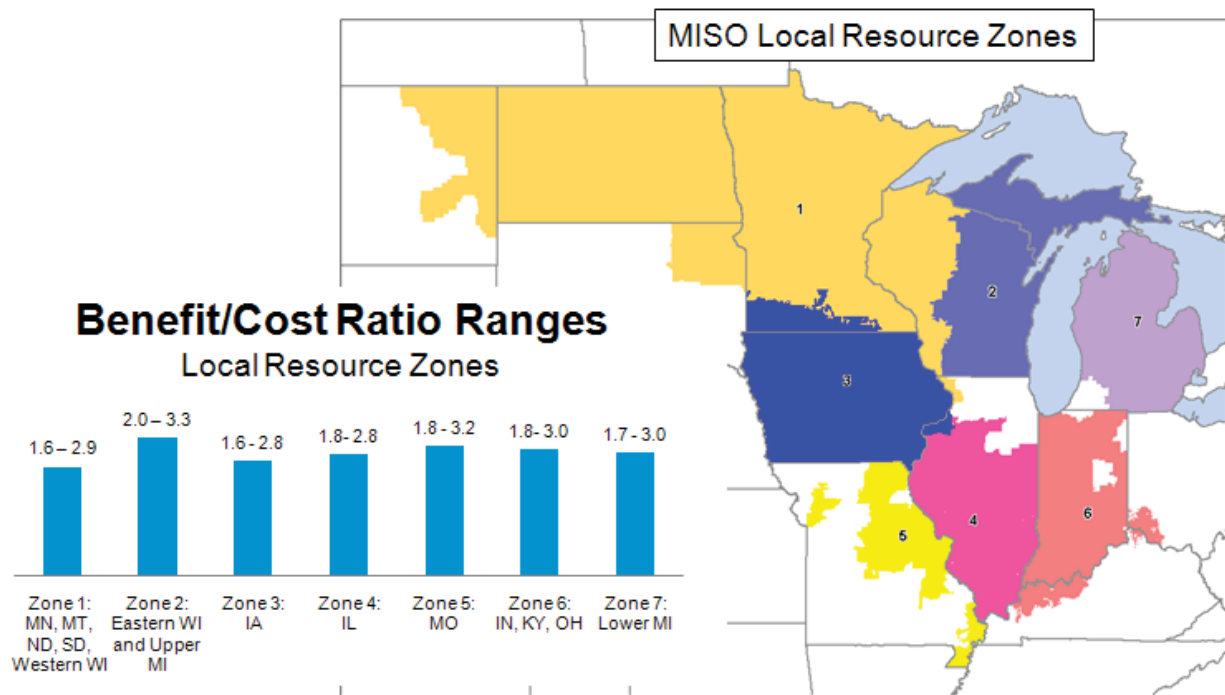 MISO Local Resource Zones
Benefit/Cost Ratio Ranges
Local Resource Zones
1.6 – 2.9
2.0 – 3.3
1.6 - 2.8
1.8- 2.8
1.8 - 3.2
1.8- 3.0
1.7 - 3.0
Zone 1:
MN, MT,
ND, SD,
Western WI
Zone 2:
Eastern WI
and Upper
MI
Zone 3:
IA
Zone 4:
IL
Zone 5:
MO
Zone 6:
IN, KY, OH
Zone 7:
Lower MI
1
2
7
3
4
6
5